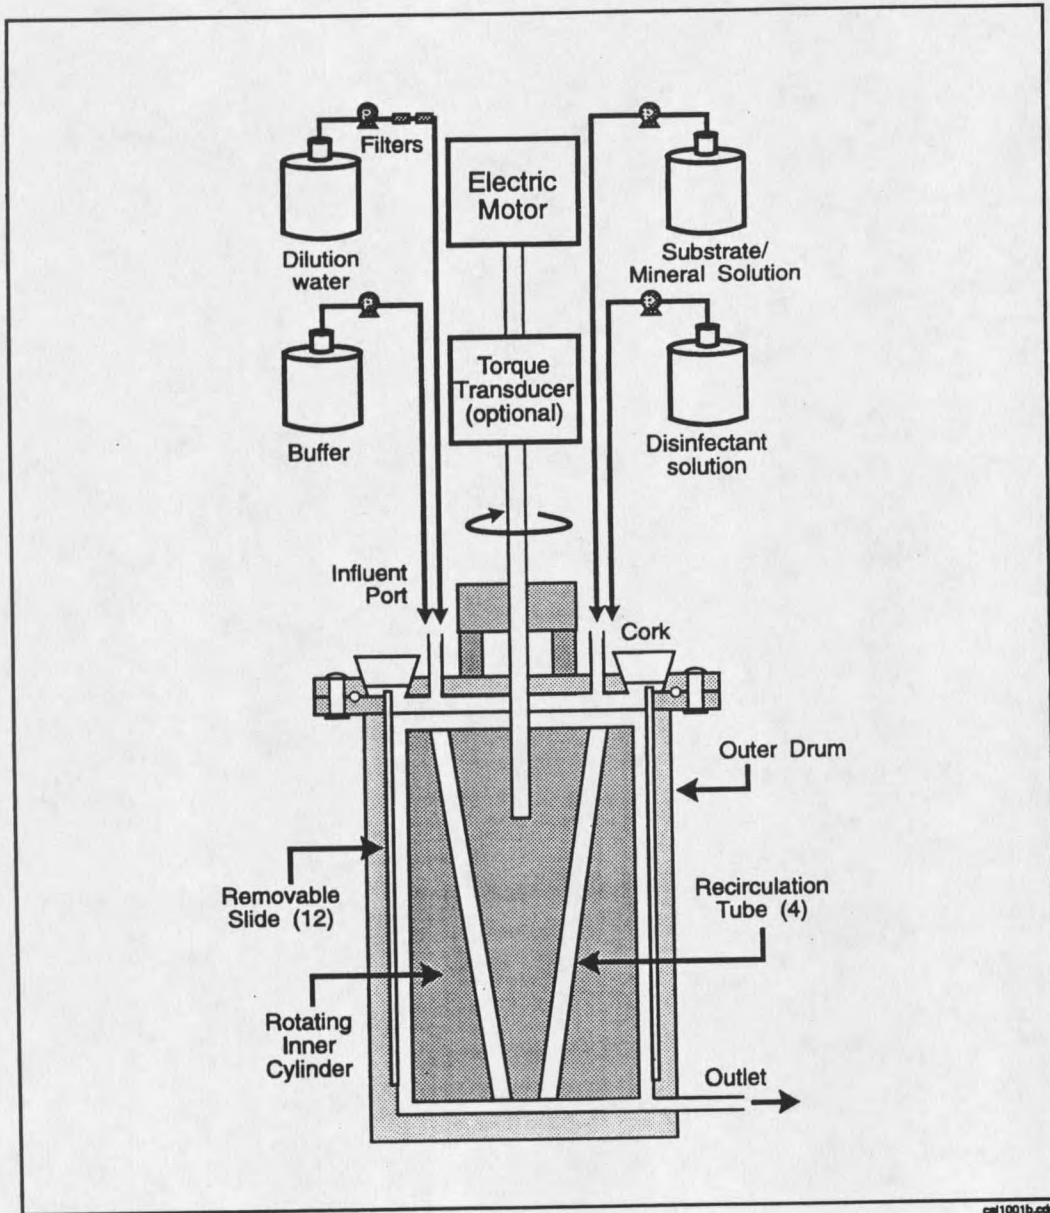 P
Filters
Dilution
water
P
Buffer
Electric
Motor
Torque
Transducer
(optional)
P
Substrate/
Mineral Solution
P
Disinfectant
solution
Influent
Port
Cork
Outer Drum
Removable
Slide (12)
Recirculation
Tube (4)
Rotating
Inner
Cylinder
Outlet